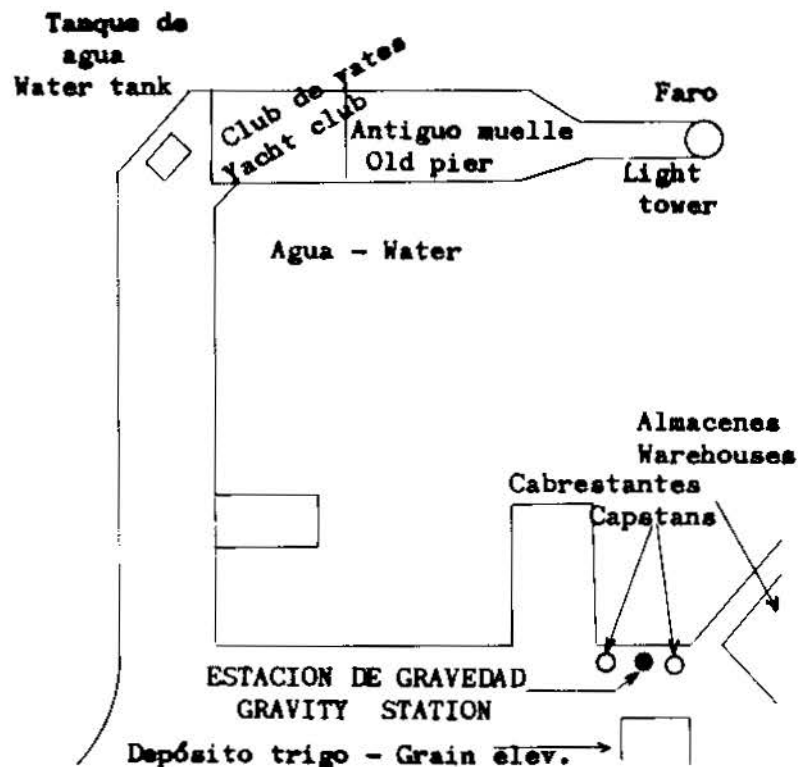 Tanque de
agua
Water tank
Club de yates
Yacht club
Antiguo muelle
Old pier
Faro
Light
tower
Agua - Water
Almacenes
Warehouses
Cabrestantes
Capstans
ESTACION DE GRAVEDAD
GRAVITY STATION
Depósito trigo - Grain elev.